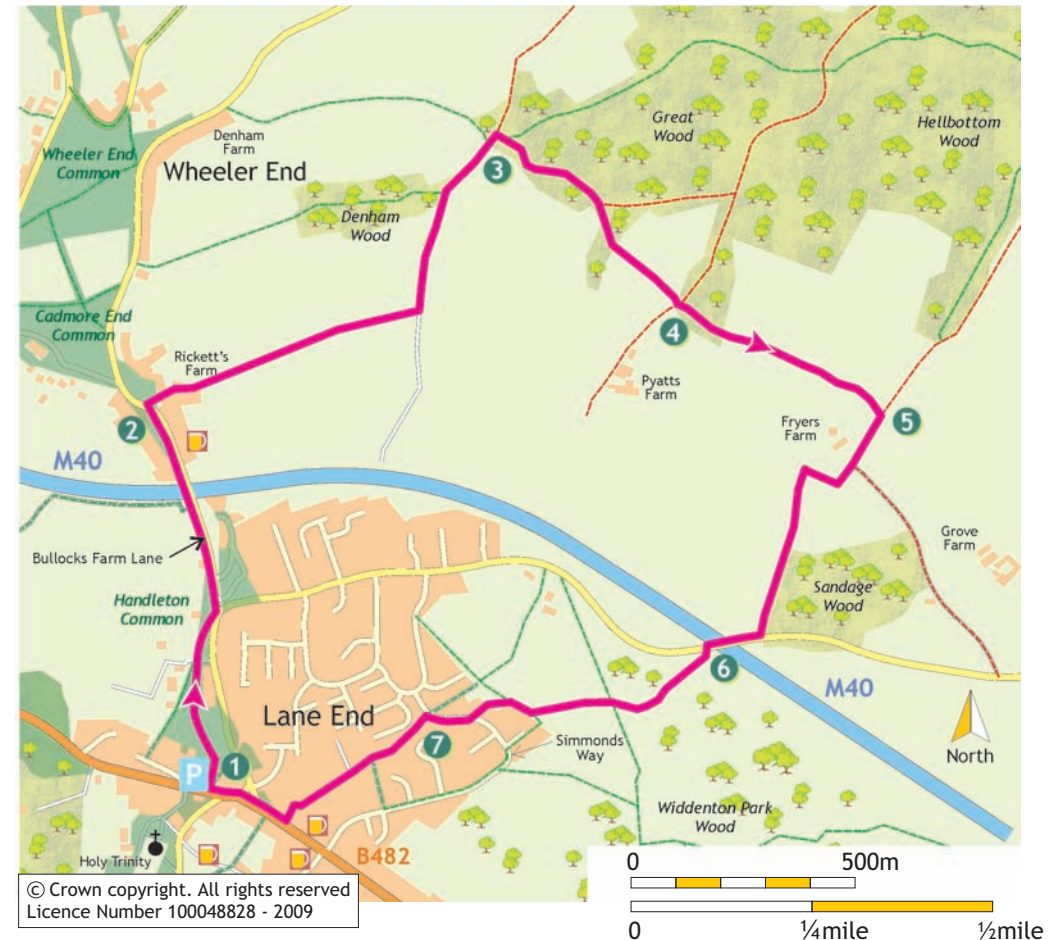 Great
Wood
Hellbottom
Wood
Denham
Farm
Wheeler End
Common
Wheeler End
3
Denham
Wood
Cadmore End
Common
4
Rickett's
Farm
Pyatts
Farm
5
Fryers
Farm
2
M40
Grove
Farm
Bullocks Farm Lane
Sandage
Wood
Handleton
Common
6
M40
Lane End
7
Simmonds
Way
North
1
P
Widdenton Park
Wood
B482
Holy Trinity
0 500m
© Crown copyright. All rights reserved
Licence Number 100048828 - 2009
0 ¼mile ½mile